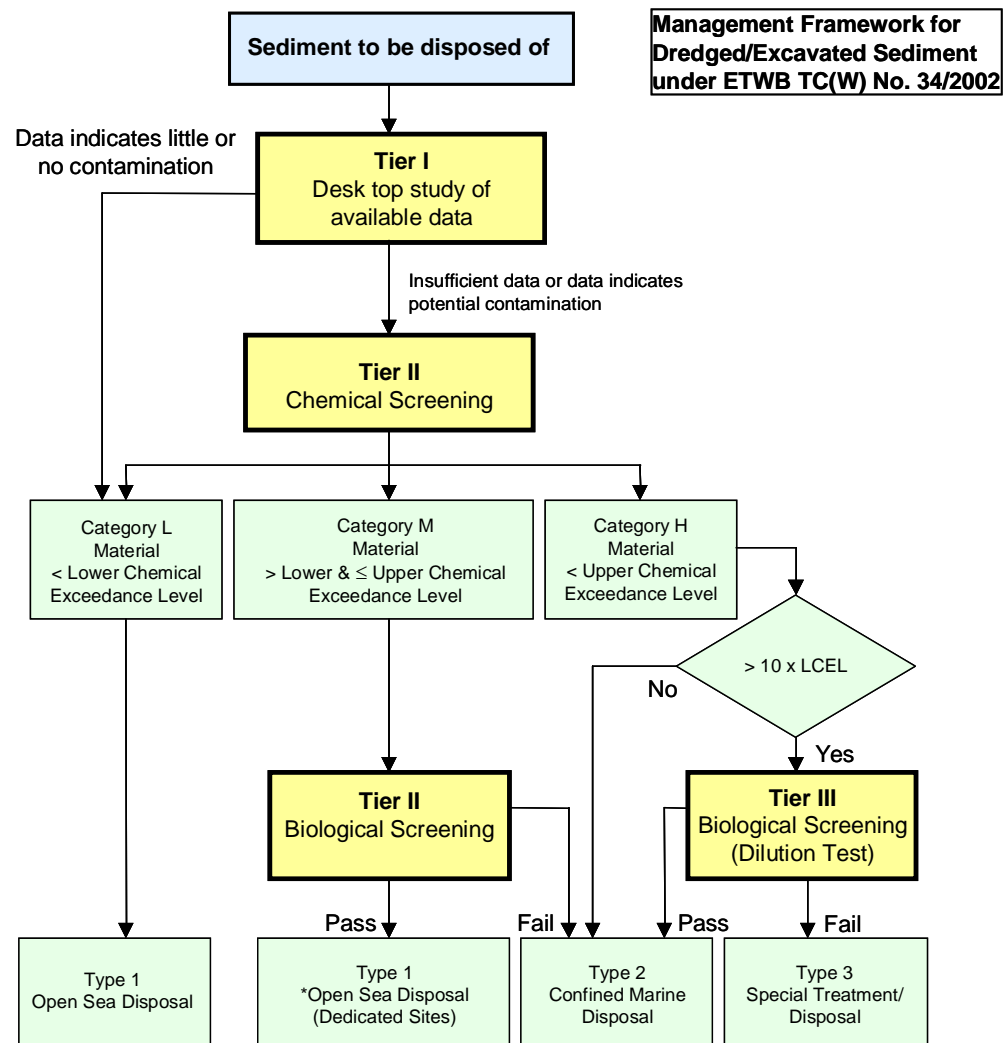 Sediment to be disposed of
Management Framework for
Dredged/Excavated Sediment
under ETWB TC(W) No. 34/2002
Data indicates little or
no contamination
Tier I
Desk top study of
available data
Insufficient data or data indicates
potential contamination
Tier II
Chemical Screening
Category L
Material
< Lower Chemical
Exceedance Level
Category M
Material
> Lower & ≤ Upper Chemical
Exceedance Level
Category H
Material
< Upper Chemical
Exceedance Level
> 10 x LCEL
No
Yes
Tier II
Biological Screening
Tier III
Biological Screening
(Dilution Test)
Pass
Fail
Pass
Fail
Type 1
Open Sea Disposal
Type 1
*Open Sea Disposal
(Dedicated Sites)
Type 2
Confined Marine
Disposal
Type 3
Special Treatment/
Disposal